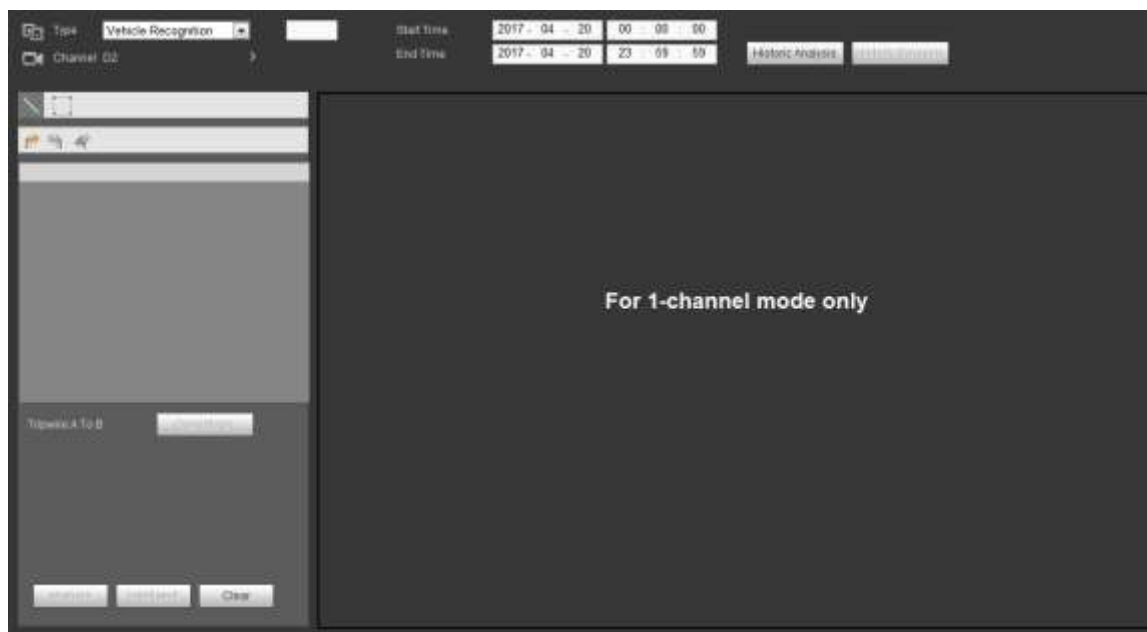 Type Vehicle Recognition
Channel D2 >
Start Time 2017 - 04 - 20 00 : 00 : 00
End Time 2017 - 04 - 20 23 : 59 : 59
Historic Analysis
For 1-channel mode only
Tripwire A To B
Clear